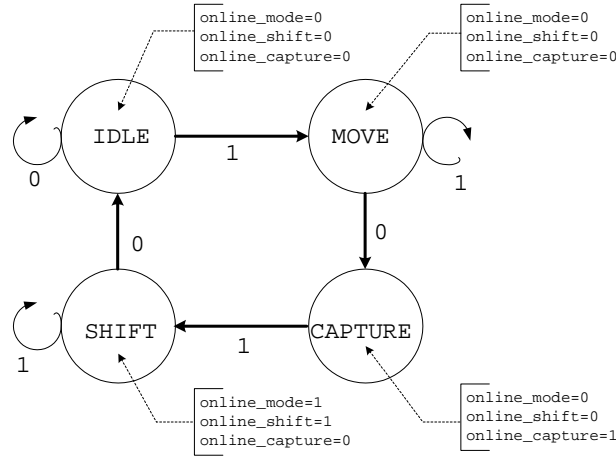 online_mode=0
online_shift=0
online_capture=0
online_mode=0
online_shift=0
online_capture=0
IDLE
MOVE
0
1
1
0
0
SHIFT
CAPTURE
1
1
online_mode=1
online_shift=1
online_capture=0
online_mode=0
online_shift=0
online_capture=1